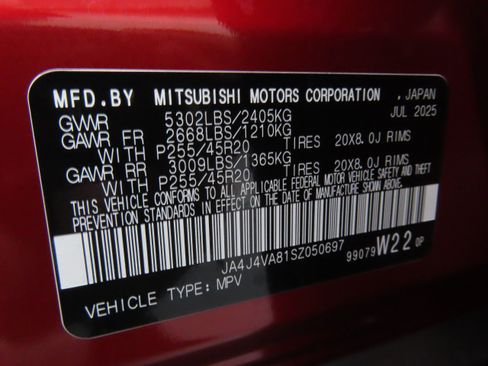 MFD.BY MITSUBISHI MOTORS CORPORATION . JAPAN
JUL 2025
GVWR 5302LBS/2405KG
GAWR FR 2668LBS/1210KG
WITH P255/45R20 TIRES 20X8.0J RIMS
GAWR RR 3009LBS/1365KG
WITH P255/45R20 TIRES 20X8.0J RIMS
THIS VEHICLE CONFORMS TO ALL APPLICABLE FEDERAL MOTOR VEHICLE SAFETY AND
THEFT PREVENTION STANDARDS IN EFFECT ON THE DATE OF MANUFACTURE SHOWN ABOVE.
JA4J4VA81SZ050697
99079 W22 OP
VEHICLE TYPE: MPV